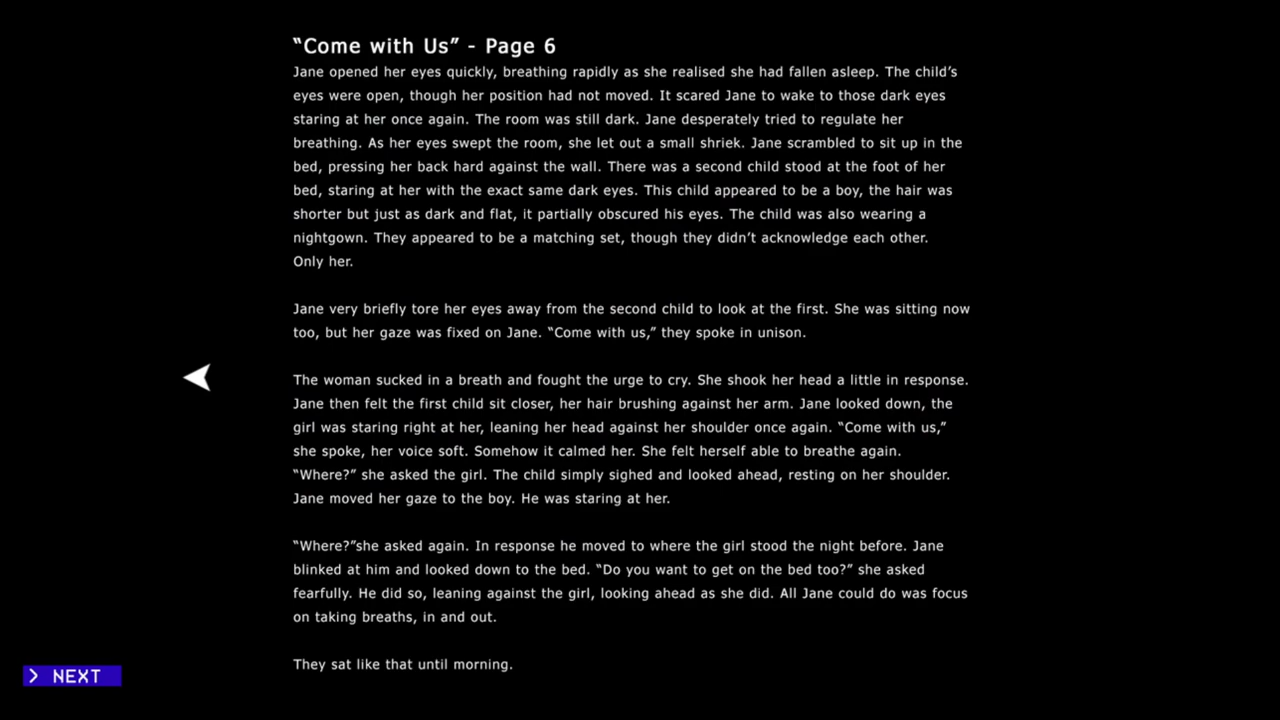 “Come with Us” - Page 6
Jane opened her eyes quickly, breathing rapidly as she realised she had fallen asleep. The child’s
eyes were open, though her position had not moved. It scared Jane to wake to those dark eyes
staring at her once again. The room was still dark. Jane desperately tried to regulate her
breathing. As her eyes swept the room, she let out a small shriek. Jane scrambled to sit up in the
bed, pressing her back hard against the wall. There was a second child stood at the foot of her
bed, staring at her with the exact same dark eyes. This child appeared to be a boy, the hair was
shorter but just as dark and flat, it partially obscured his eyes. The child was also wearing a
nightgown. They appeared to be a matching set, though they didn’t acknowledge each other.
Only her.
Jane very briefly tore her eyes away from the second child to look at the first. She was sitting now
too, but her gaze was fixed on Jane. “Come with us,” they spoke in unison.
The woman sucked in a breath and fought the urge to cry. She shook her head a little in response.
Jane then felt the first child sit closer, her hair brushing against her arm. Jane looked down, the
girl was staring right at her, leaning her head against her shoulder once again. “Come with us,”
she spoke, her voice soft. Somehow it calmed her. She felt herself able to breathe again.
“Where?” she asked the girl. The child simply sighed and looked ahead, resting on her shoulder.
Jane moved her gaze to the boy. He was staring at her.
“Where?”she asked again. In response he moved to where the girl stood the night before. Jane
blinked at him and looked down to the bed. “Do you want to get on the bed too?” she asked
fearfully. He did so, leaning against the girl, looking ahead as she did. All Jane could do was focus
on taking breaths, in and out.
They sat like that until morning.
> NEXT